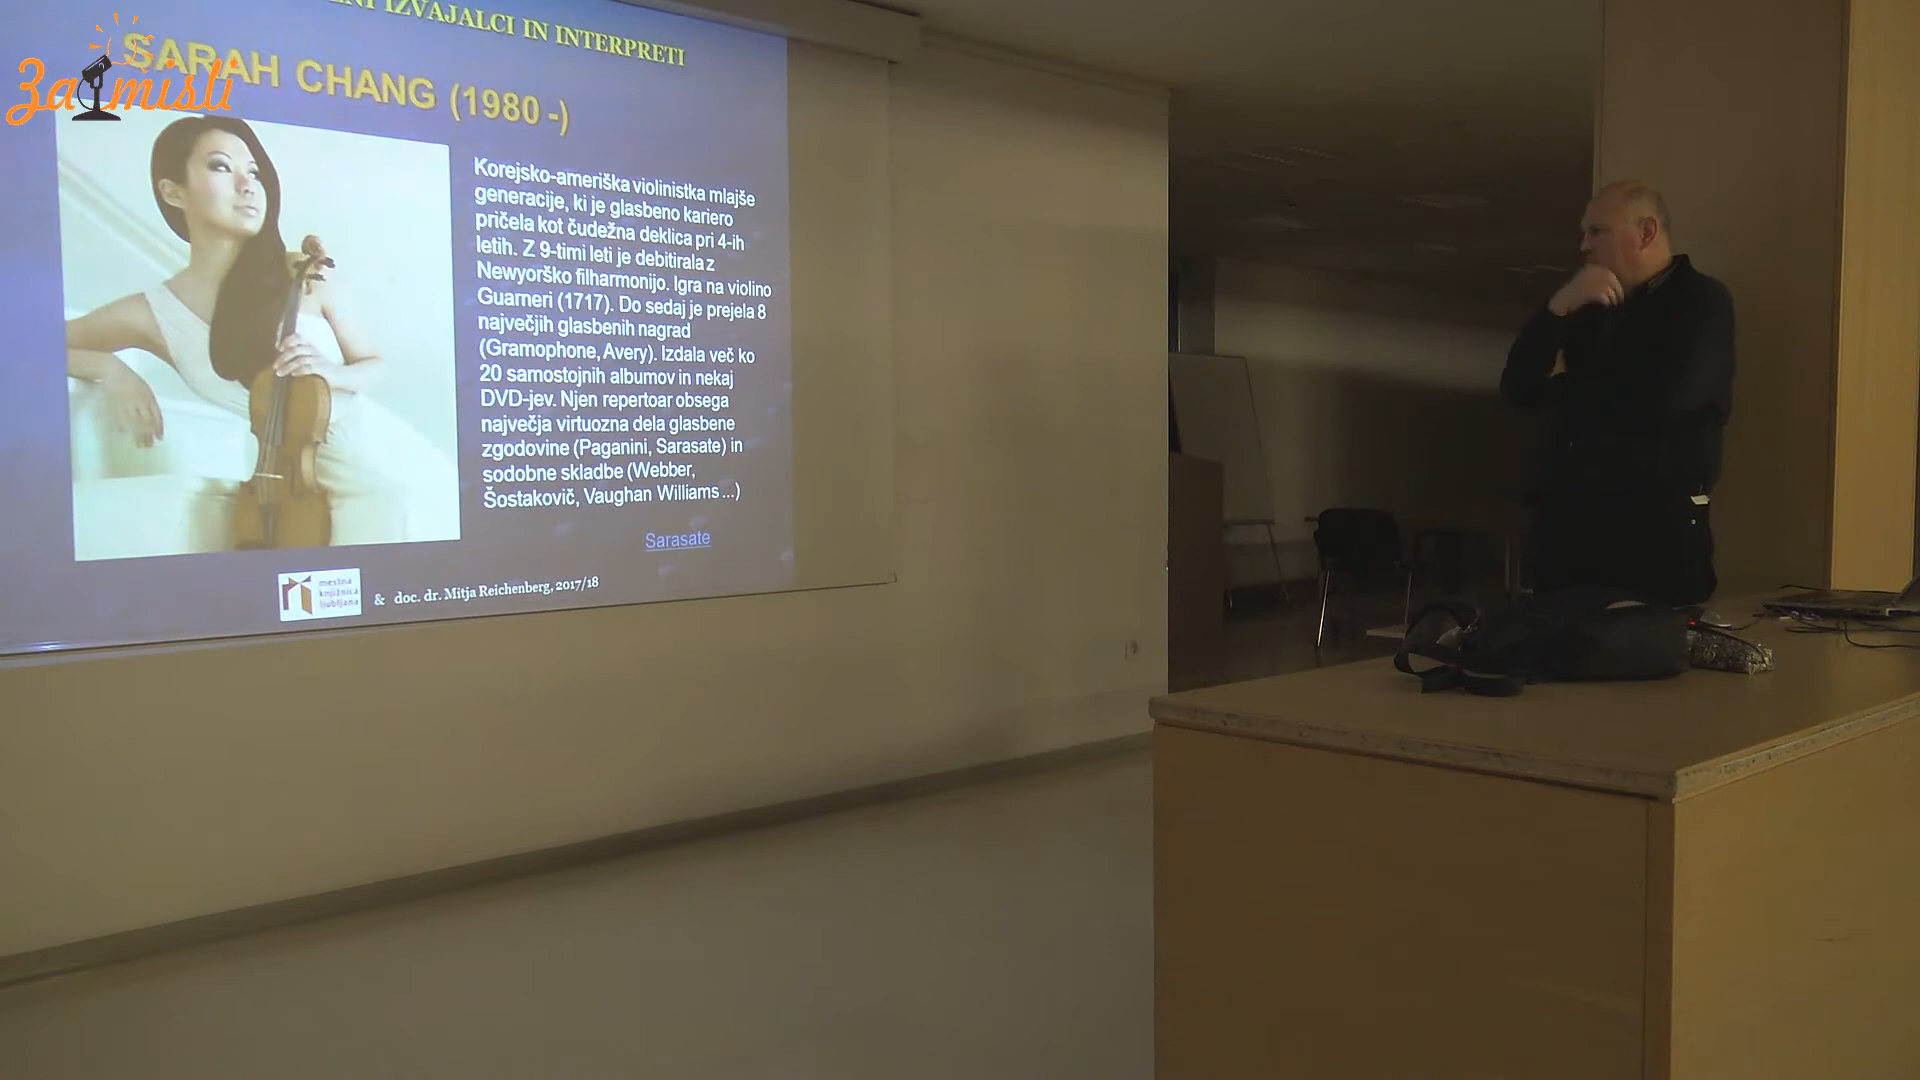 IZVAJALCI IN INTERPRETI
SARAH CHANG (1980 -)
Za misli
Korejsko-ameriška violinistka mlajše
generacije, ki je glasbeno kariero
pričela kot čudežna deklica pri 4-ih
letih. Z 9-timi leti je debitirala z
Newyorško filharmonijo. Igra na violino
Guarneri (1717). Do sedaj je prejela 8
največjih glasbenih nagrad
(Gramophone, Avery). Izdala več ko
20 samostojnih albumov in nekaj
DVD-jev. Njen repertoar obsega
največja virtuozna dela glasbene
zgodovine (Paganini, Sarasate) in
sodobne skladbe (Webber,
Šostakovič, Vaughan Williams ...)
Sarasate
mestna
knjižnica
ljubljana
& doc. dr. Mitja Reichenberg, 2017/18